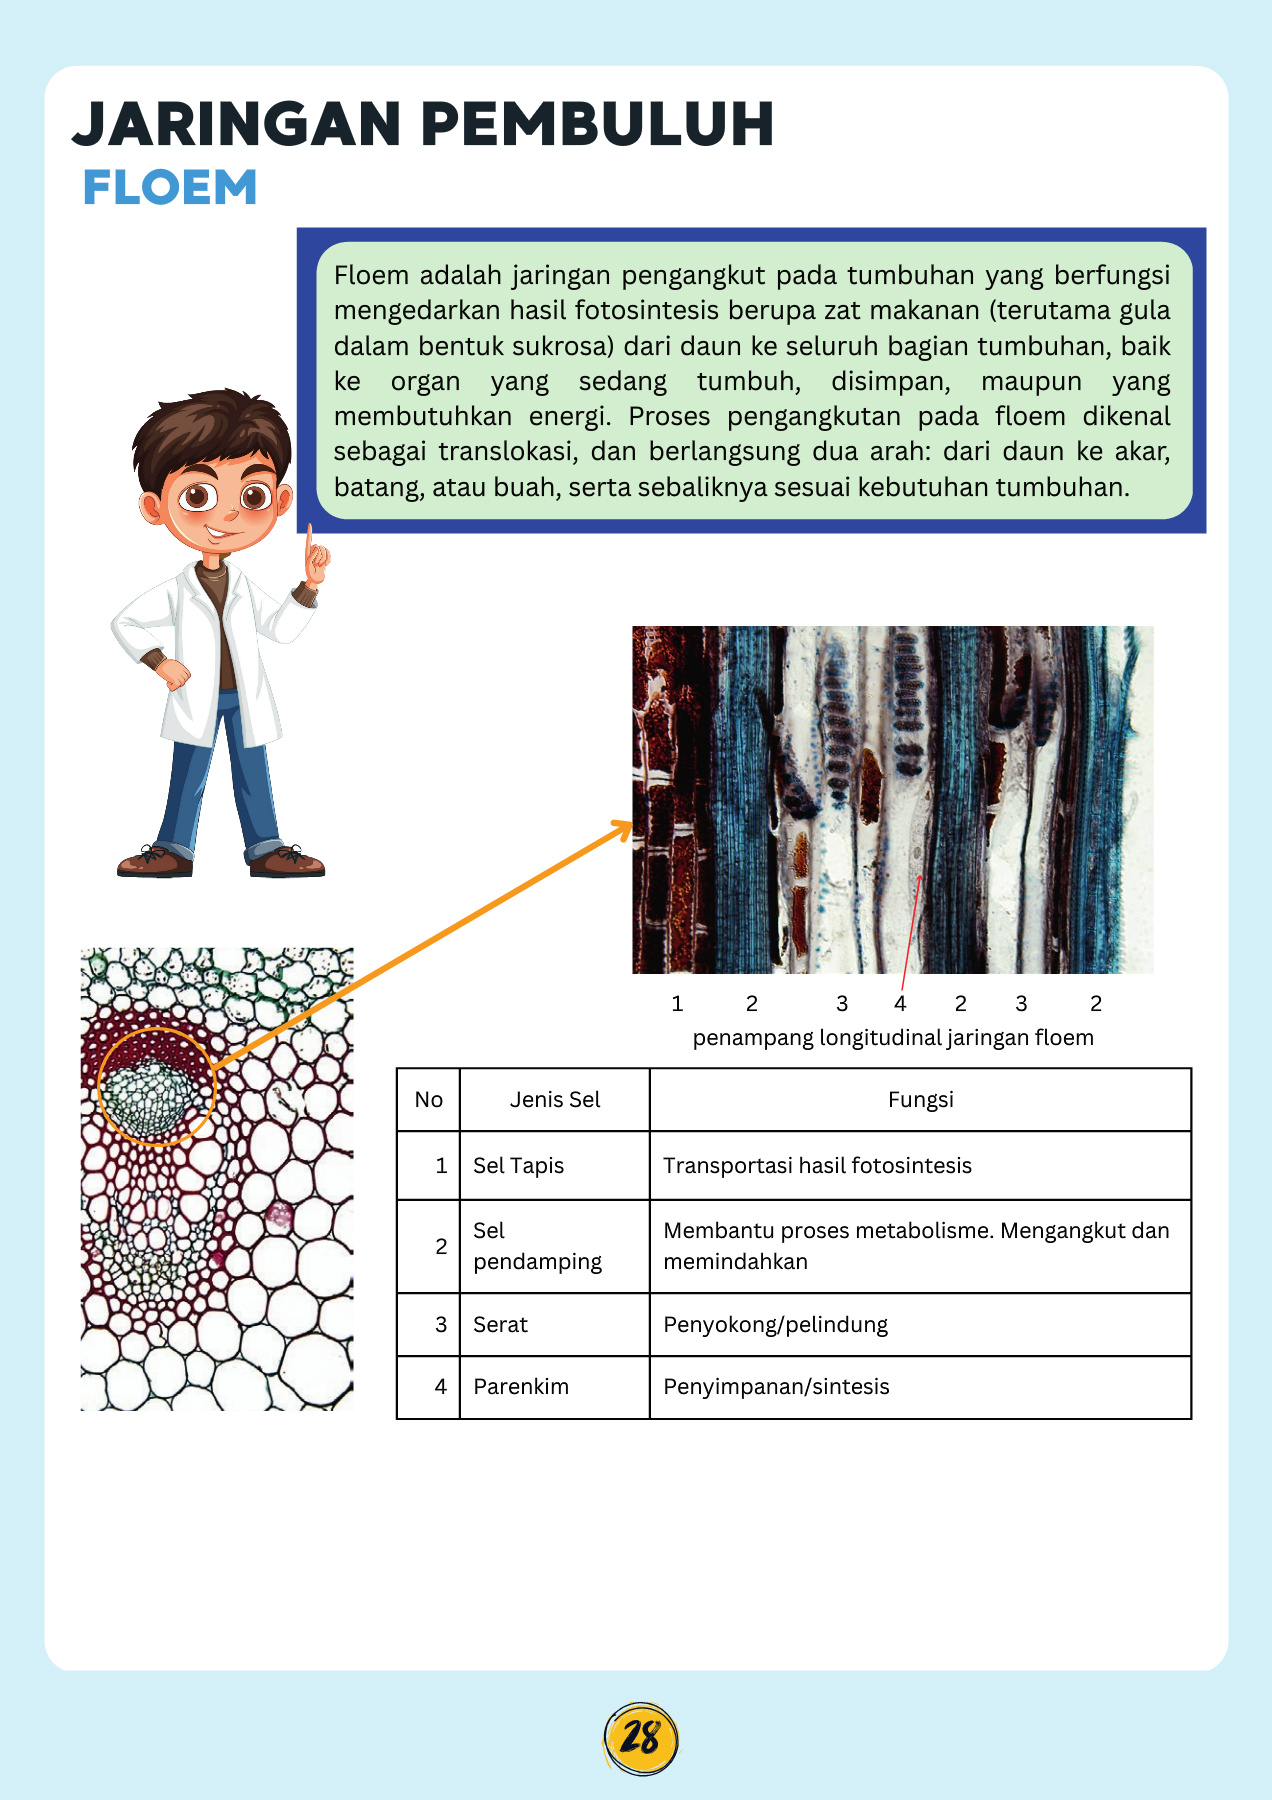 JARINGAN PEMBULUH
FLOEM
Floem adalah jaringan pengangkut pada tumbuhan yang berfungsi
mengedarkan hasil fotosintesis berupa zat makanan (terutama gula
dalam bentuk sukrosa) dari daun ke seluruh bagian tumbuhan, baik
ke organ yang sedang tumbuh, disimpan, maupun yang
membutuhkan energi. Proses pengangkutan pada floem dikenal
sebagai translokasi, dan berlangsung dua arah: dari daun ke akar,
batang, atau buah, serta sebaliknya sesuai kebutuhan tumbuhan.
1 2 3 4 2 3 2
penampang longitudinal jaringan floem
No Jenis Sel Fungsi
1 Sel Tapis Transportasi hasil fotosintesis
2 Sel pendamping Membantu proses metabolisme. Mengangkut dan
memindahkan
3 Serat Penyokong/pelindung
4 Parenkim Penyimpanan/sintesis
28